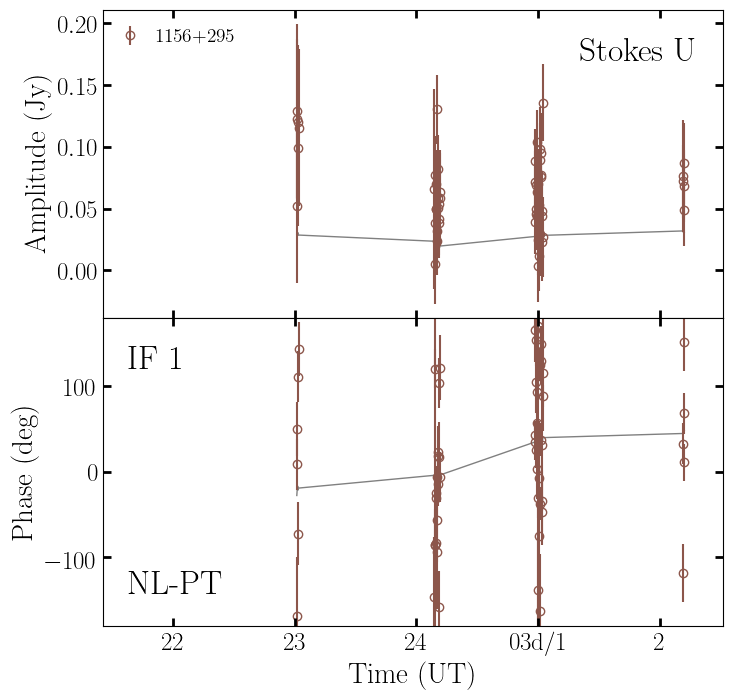 0.20
1156+295
Stokes U
0.15
0.10
0.05
0.00
Amplitude (Jy)
IF 1
100
0
−100
Phase (deg)
NL-PT
22 23 24 03d/1 2
Time (UT)